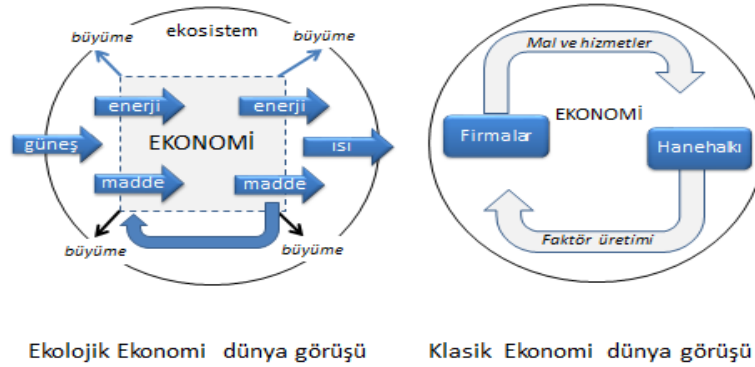 büyüme
ekosistem
büyüme
enerji
enerji
EKONOMİ
güneş
ısı
madde
madde
büyüme
büyüme
Ekolojik Ekonomi dünya görüşü
Mal ve hizmetler
EKONOMİ
Firmalar
Hanehalkı
Faktör üretimi
Klasik Ekonomi dünya görüşü